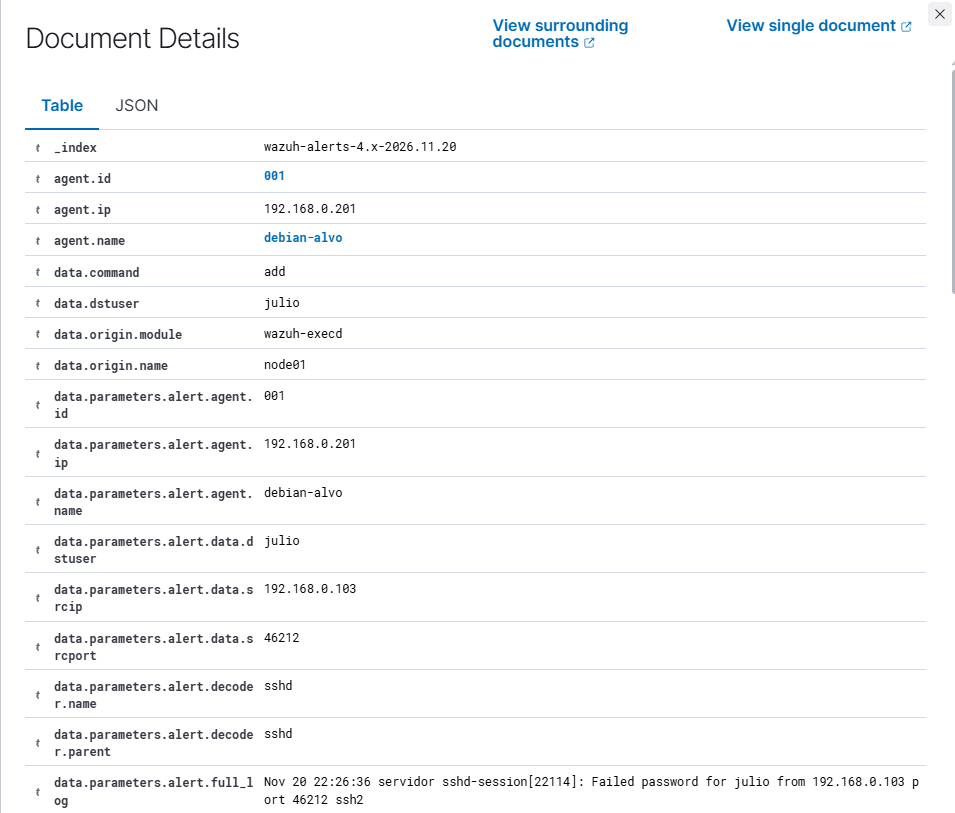 Document Details
View surrounding
documents
View single document
Table
JSON
t _index wazuh-alerts-4.x-2026.11.20
t agent.id 001
t agent.ip 192.168.0.201
t agent.name debian-alvo
t data.command add
t data.dstuser julio
t data.origin.module wazuh-execd
t data.origin.name node01
t data.parameters.alert.agent. 001
id
t data.parameters.alert.agent. 192.168.0.201
ip
t data.parameters.alert.agent. debian-alvo
name
t data.parameters.alert.data.d julio
stuser
t data.parameters.alert.data.s 192.168.0.103
rcip
t data.parameters.alert.data.s 46212
rcport
t data.parameters.alert.decode sshd
r.name
t data.parameters.alert.decode sshd
r.parent
t data.parameters.alert.full_l Nov 20 22:26:36 servidor sshd-session[22114]: Failed password for julio from 192.168.0.103 p
og ort 46212 ssh2